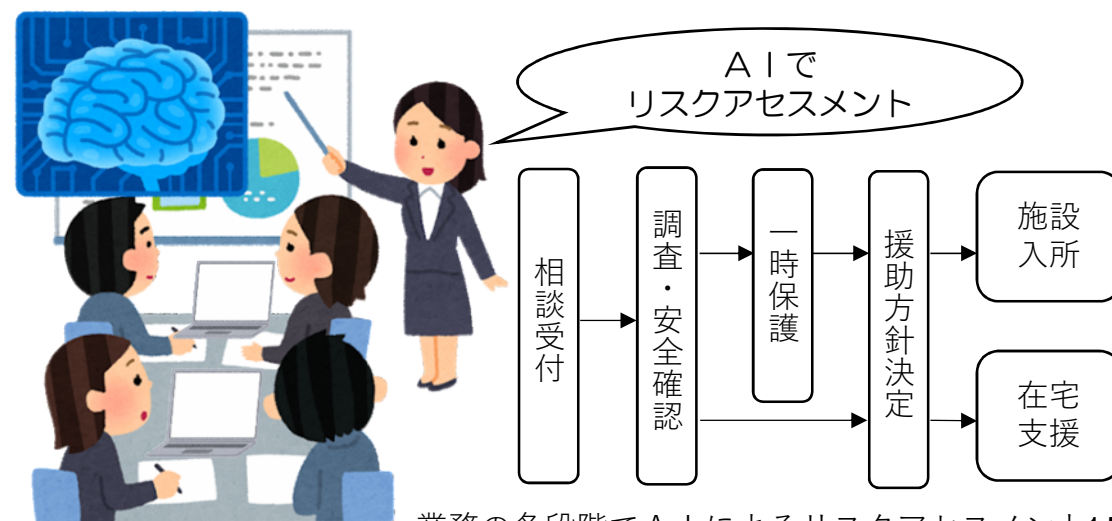 ＡＩで
リスクアセスメント
相談受付
調査・安全確認
一時保護
援助方針決定
施設
入所
在宅
支援